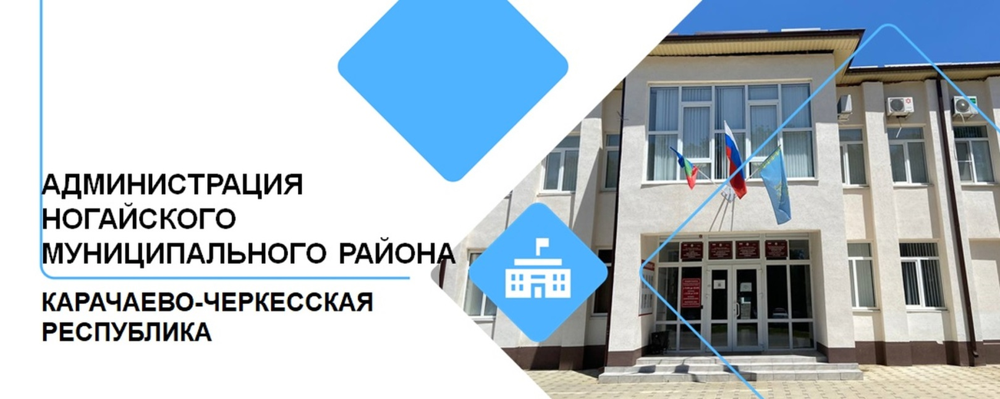 АДМИНИСТРАЦИЯ
НОГАЙСКОГО
МУНИЦИПАЛЬНОГО РАЙОНА
КАРАЧАЕВО-ЧЕРКЕССКАЯ
РЕСПУБЛИКА